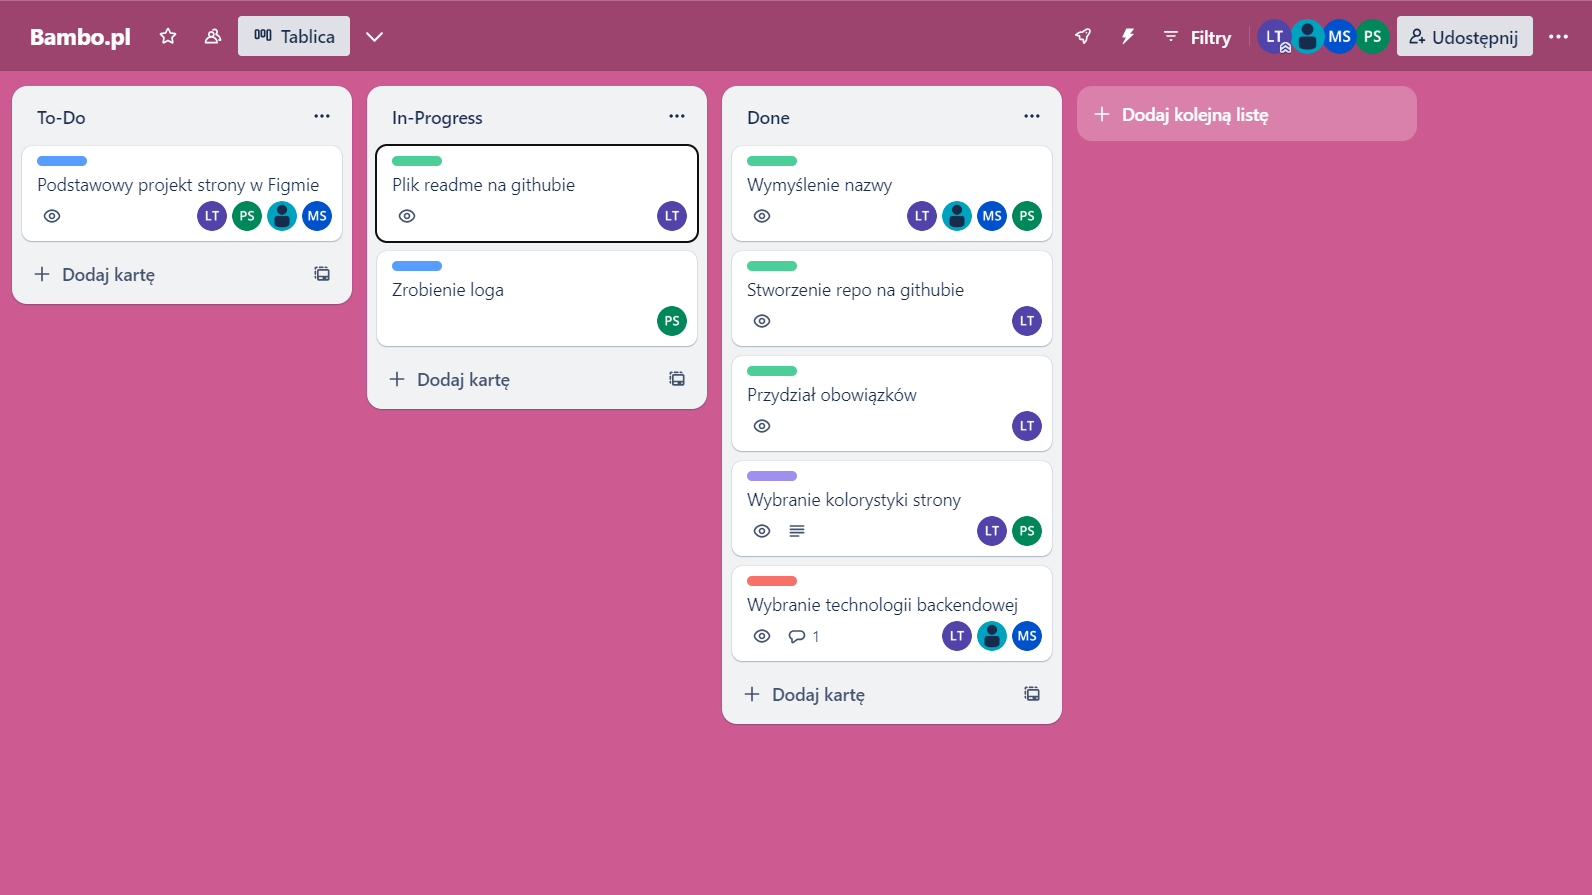 Bambo.pl
Tablica
Filtry
LT
MS
PS
Udostępnij
To-Do
Podstawowy projekt strony w Figmie
LT
PS
MS
Dodaj kartę
In-Progress
Plik readme na githubie
LT
Zrobienie loga
PS
Dodaj kartę
Done
Wymyślenie nazwy
LT
MS
PS
Stworzenie repo na githubie
LT
Przydział obowiązków
LT
Wybranie kolorystyki strony
LT
PS
Wybranie technologii backendowej
1
LT
MS
Dodaj kartę
Dodaj kolejną listę